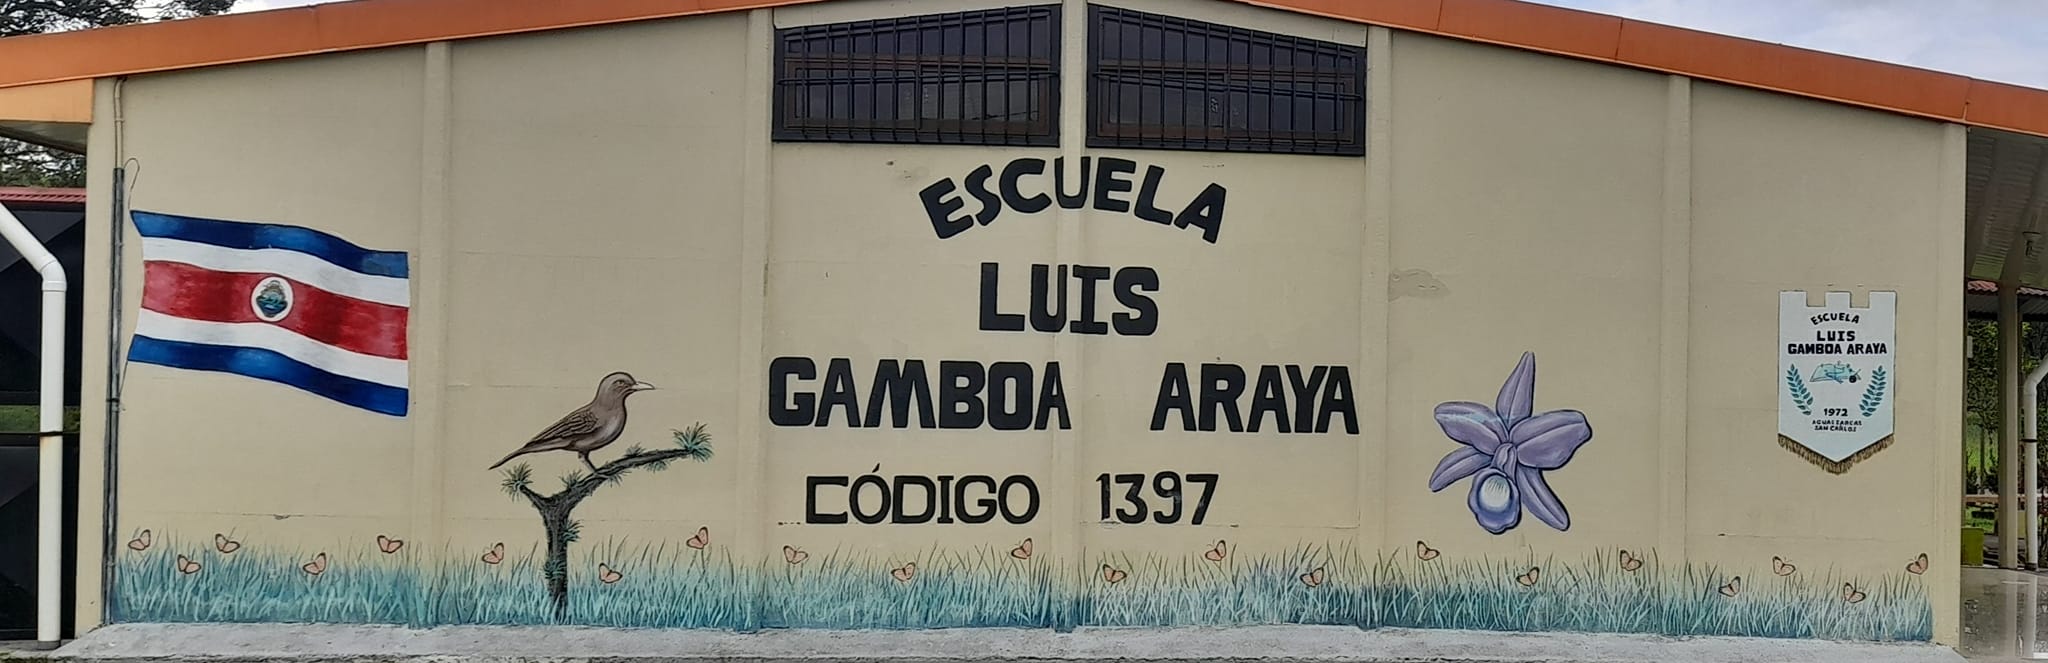 ESCUELA
LUIS
GAMBOA ARAYA
CÓDIGO 1397
ESCUELA
LUIS
GAMBOA ARAYA
1972
AGUAS ZARCAS
SAN CARLOS